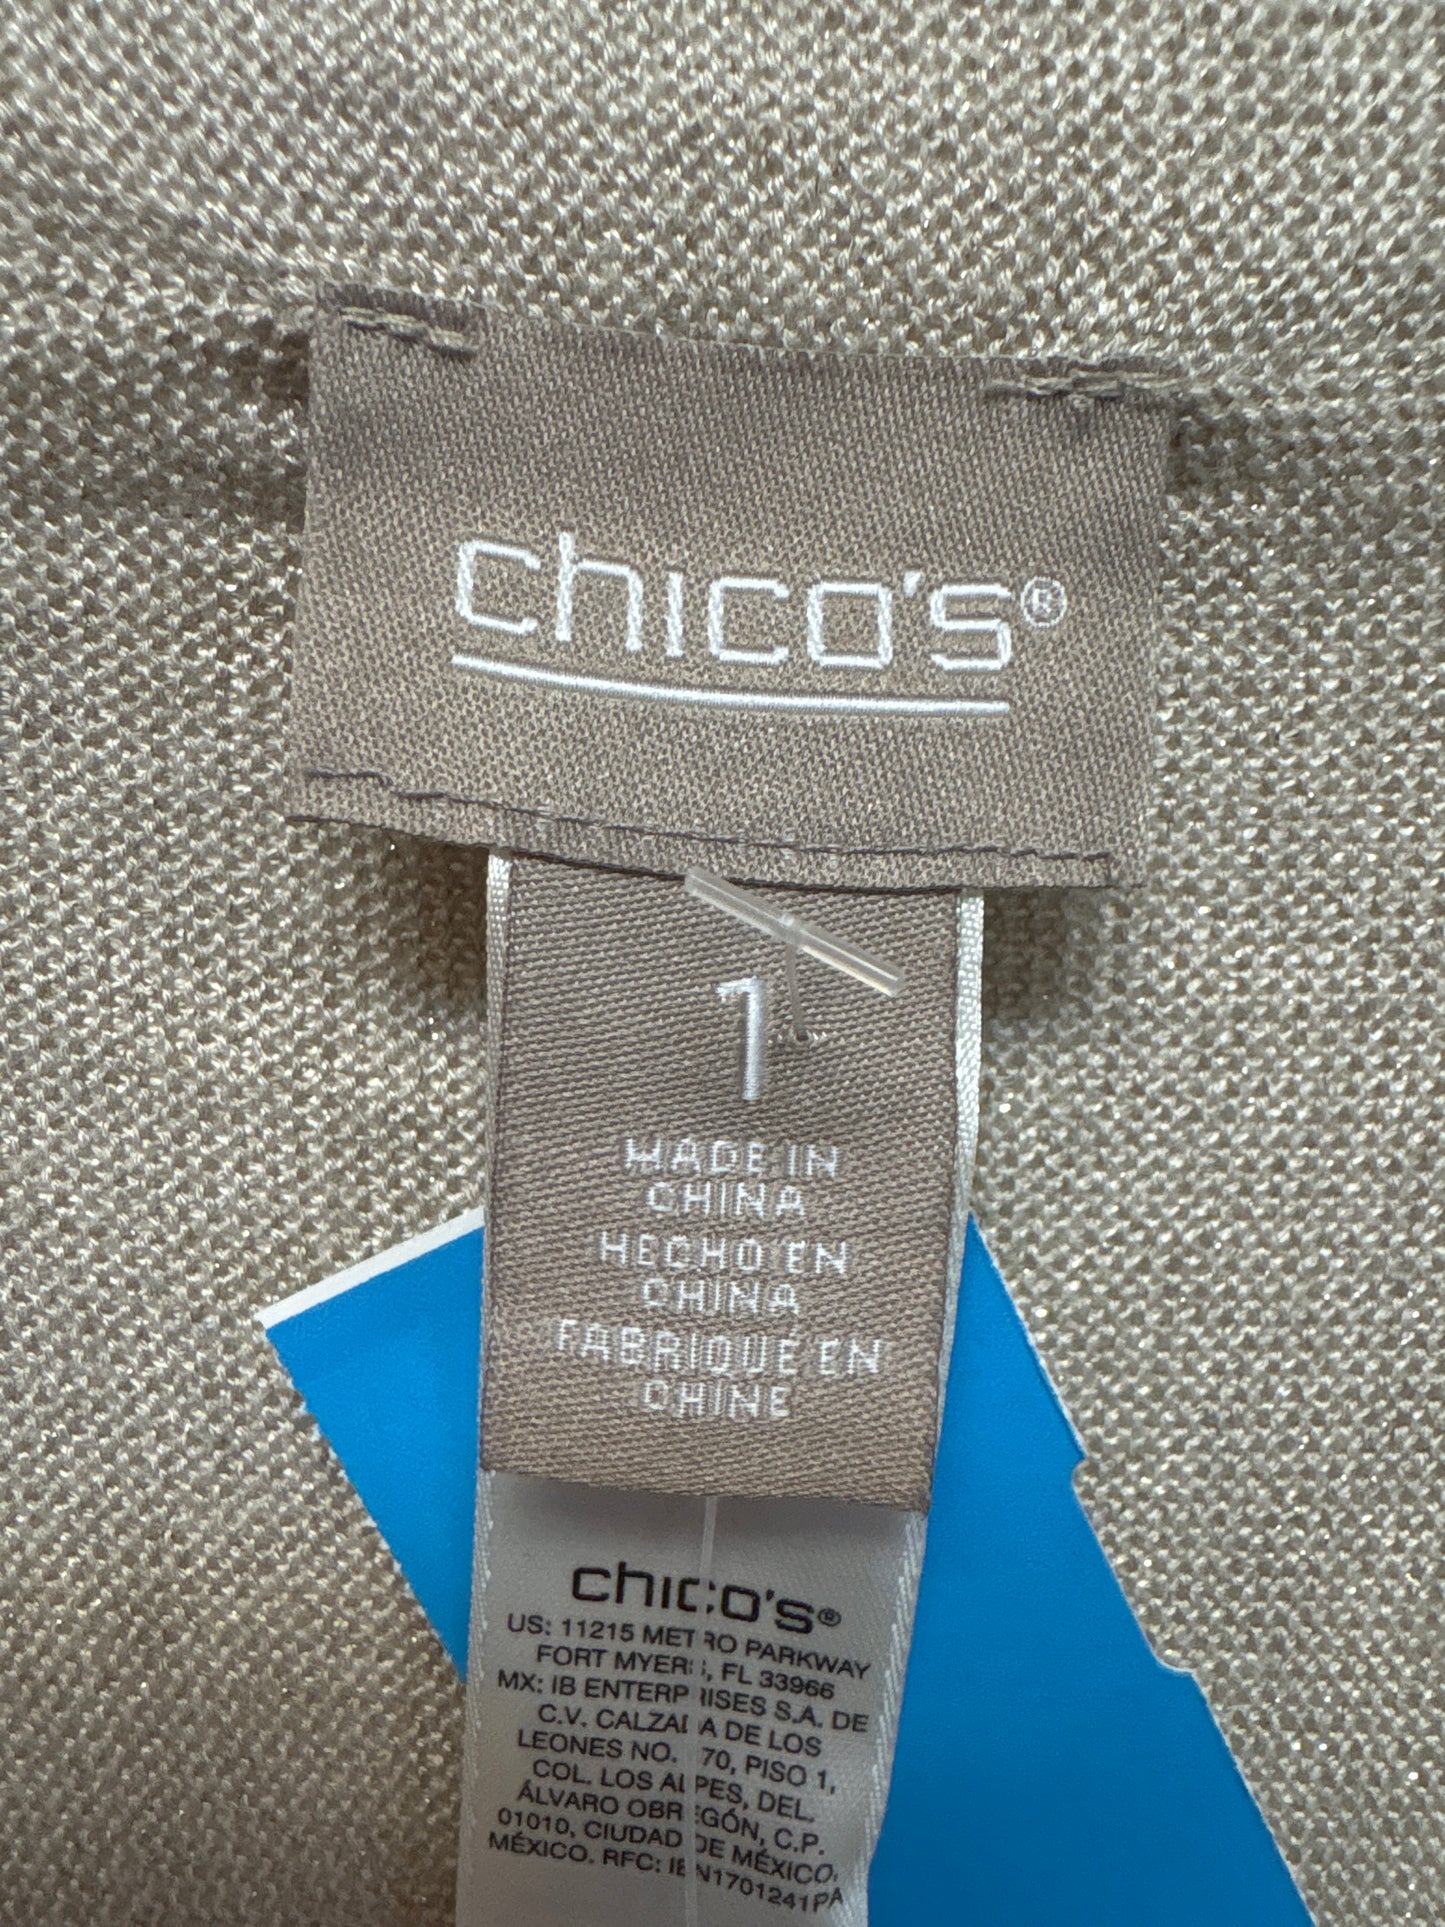 chico's®
1
MADE IN
CHINA
HECHO EN
CHINA
FABRIQUÉ EN
CHINE
chico's®
US: 11215 METRO PARKWAY
FORT MYERS, FL 33966
MX: IB ENTERPRISES S.A. DE
C.V. CALZADA DE LOS
LEONES NO. 70, PISO 1,
COL. LOS ALPES, DEL.
ÁLVARO OBREGÓN, C.P.
01010, CIUDAD DE MÉXICO,
MÉXICO. RFC: